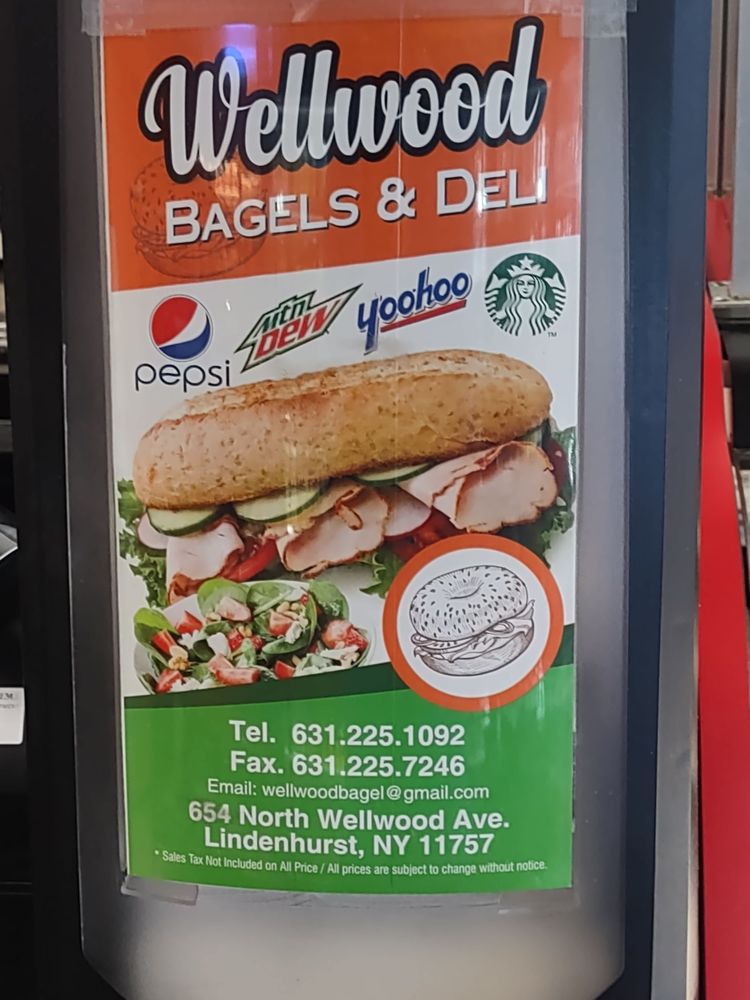 Wellwood
BAGELS & DELI
pepsi
Mtn
DEW
yoohoo
TM
Tel. 631.225.1092
Fax. 631.225.7246
Email: wellwoodbagel@gmail.com
654 North Wellwood Ave.
Lindenhurst, NY 11757
* Sales Tax Not Included on All Price / All prices are subject to change without notice.